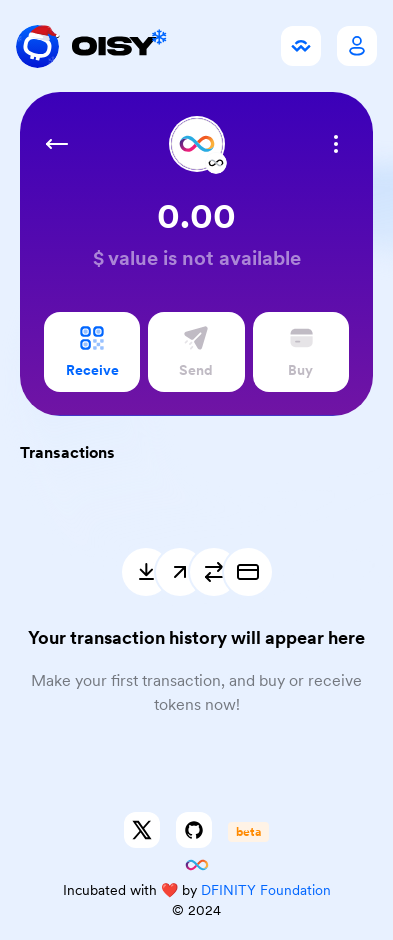 OISY
0.00
$ value is not available
Receive
Send
Buy
Transactions
Your transaction history will appear here
Make your first transaction, and buy or receive
tokens now!
beta
Incubated with ❤️ by DFINITY Foundation
© 2024